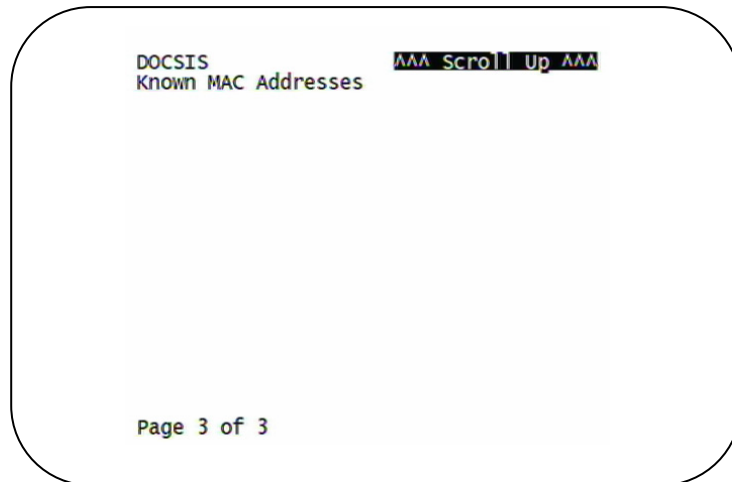 DOCSIS ^^^ Scroll Up ^^^
Known MAC Addresses
Page 3 of 3